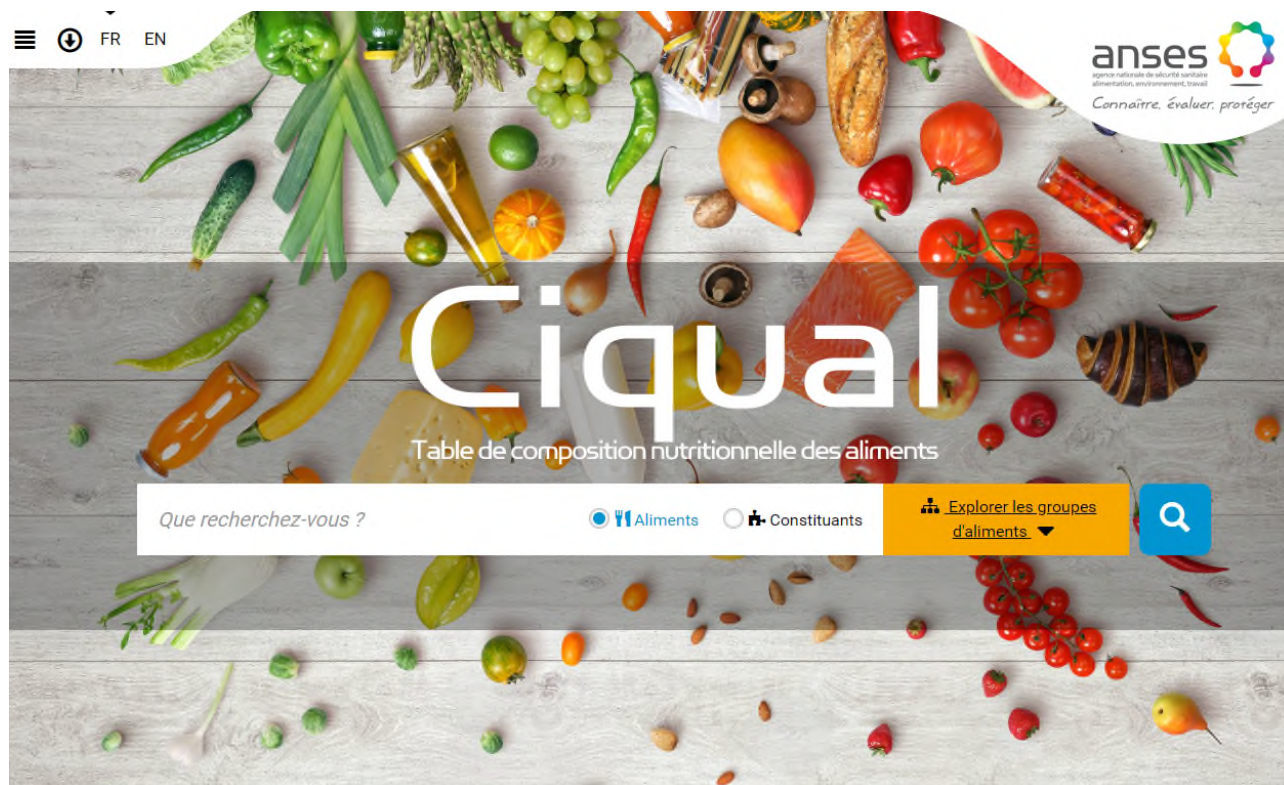 FR EN
anses
agence nationale de sécurité sanitaire
alimentation, environnement, travail
Connaître, évaluer, protéger
Ciqual
Table de composition nutritionnelle des aliments
Que recherchez-vous ?
Aliments
Constituants
Explorer les groupes
d'aliments